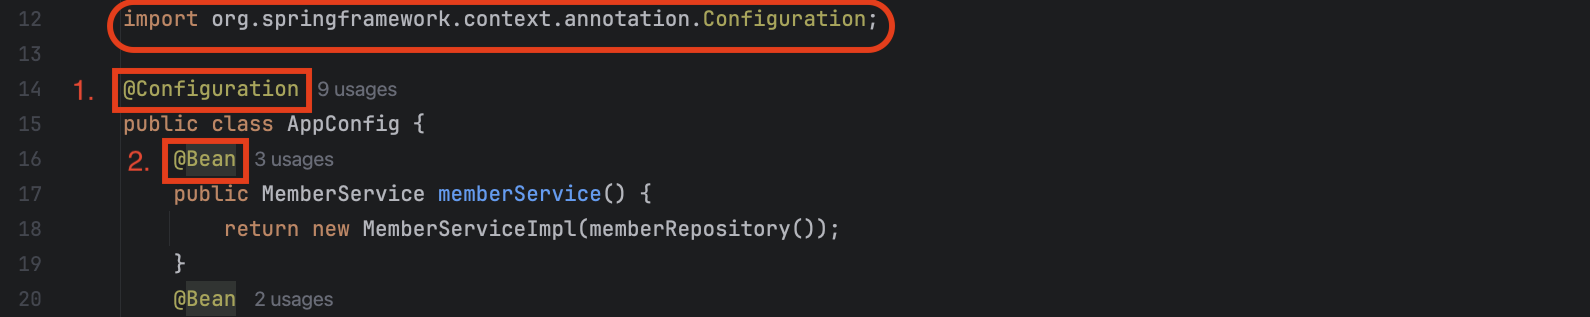 12 import org.springframework.context.annotation.Configuration;
13
14 1. @Configuration 9 usages
15 public class AppConfig {
16 2. @Bean 3 usages
17 public MemberService memberService() {
18 return new MemberServiceImpl(memberRepository());
19 }
20 @Bean 2 usages